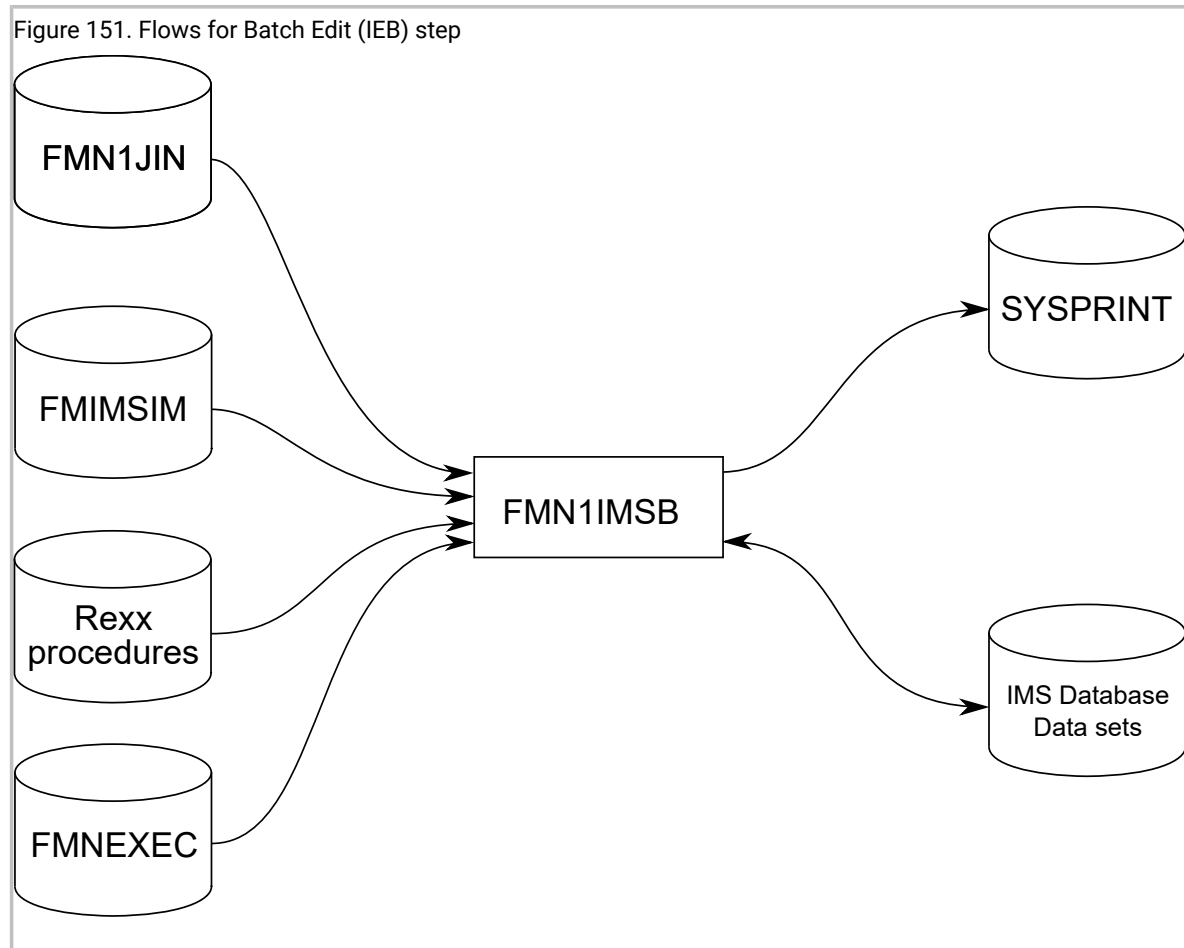 Figure 151. Flows for Batch Edit (IEB) step
FMN1JIN
FMIMSIM
Rexx
procedures
FMNEXEC
FMN1IMSB
SYSPRINT
IMS Database
Data sets